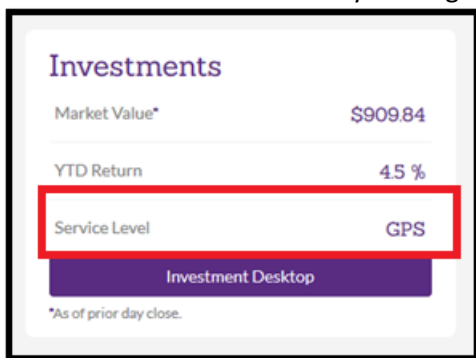 Investments
Market Value* $909.84
YTD Return 4.5 %
Service Level GPS
Investment Desktop
*As of prior day close.